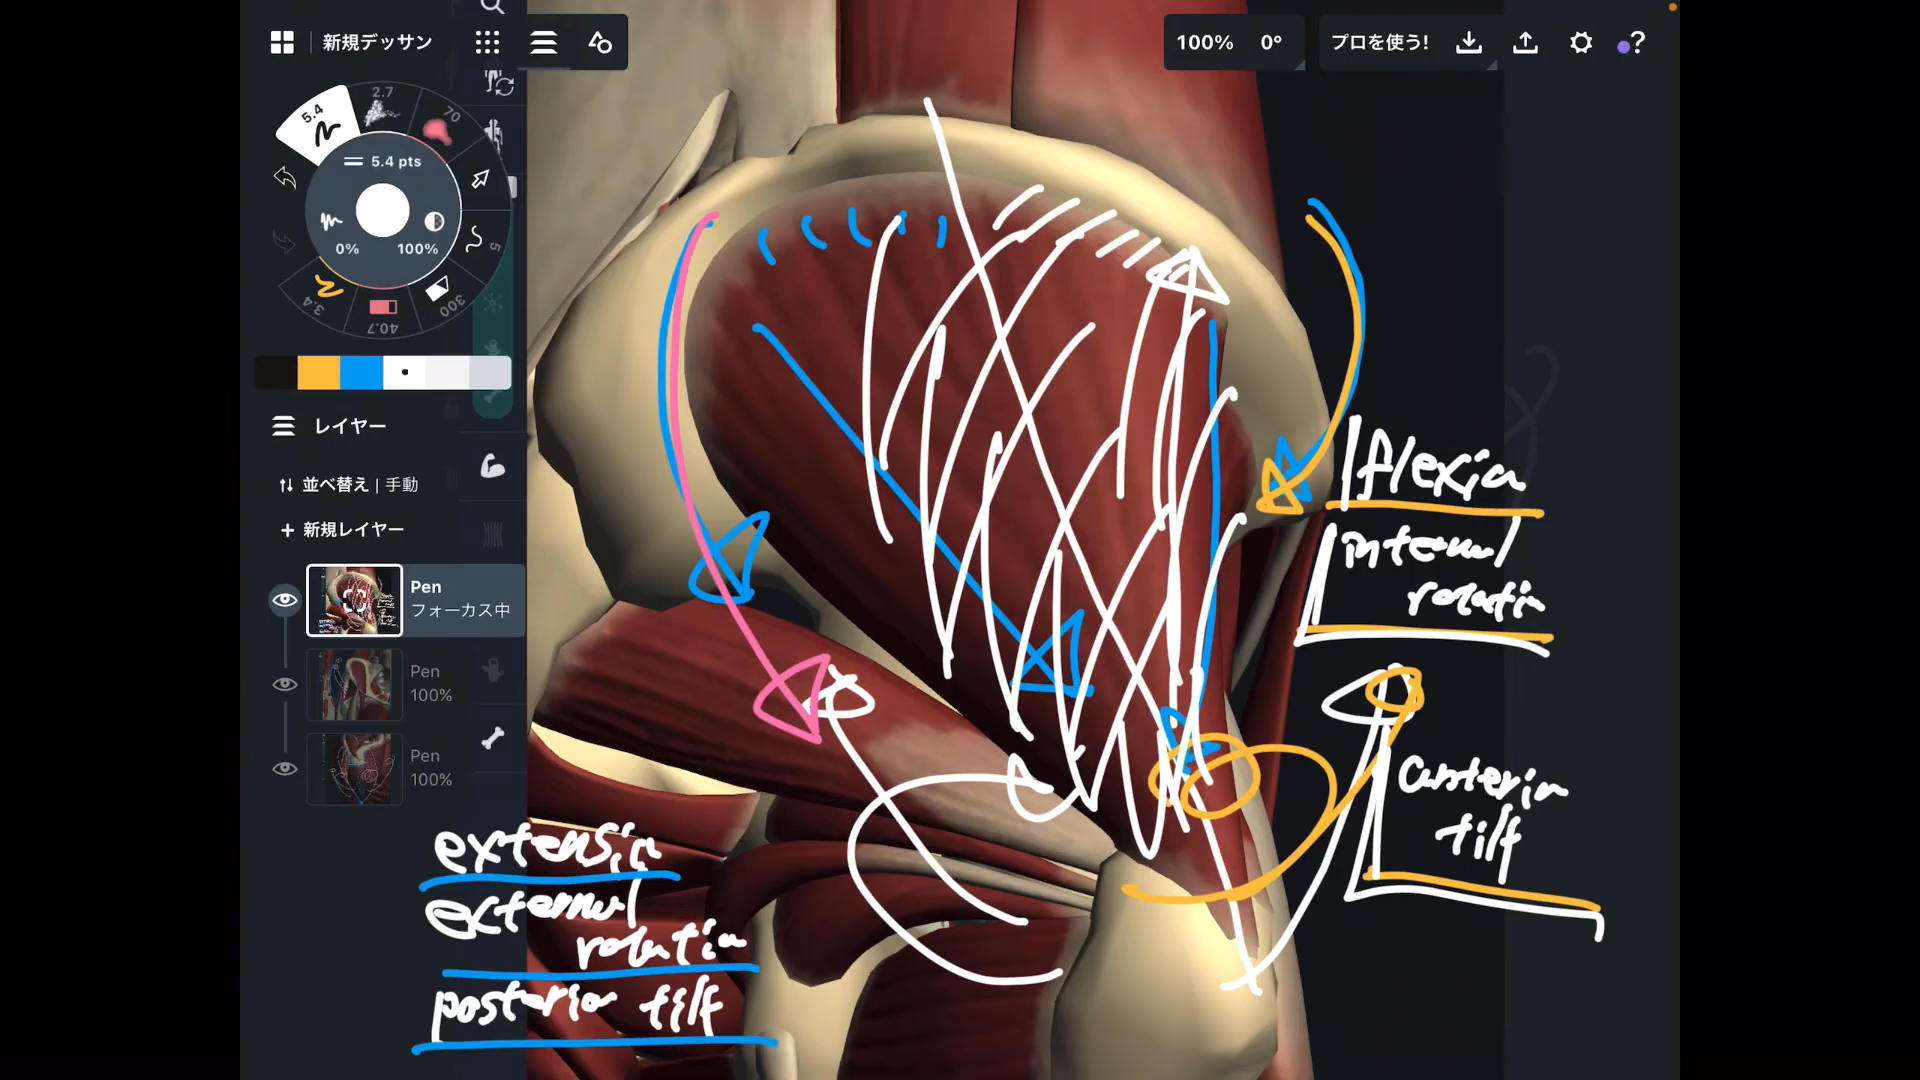 新規デッサン
100% 0°
プロを使う! ?
5.4
2.7
70
5
300
40.7
3.4
5.4 pts
0% 100%
レイヤー
並べ替え | 手動
+ 新規レイヤー
Pen
フォーカス中
Pen
100%
Pen
100%
flexion
internal
rotation
anterior
tilt
extension
external
rotation
posterior tilt